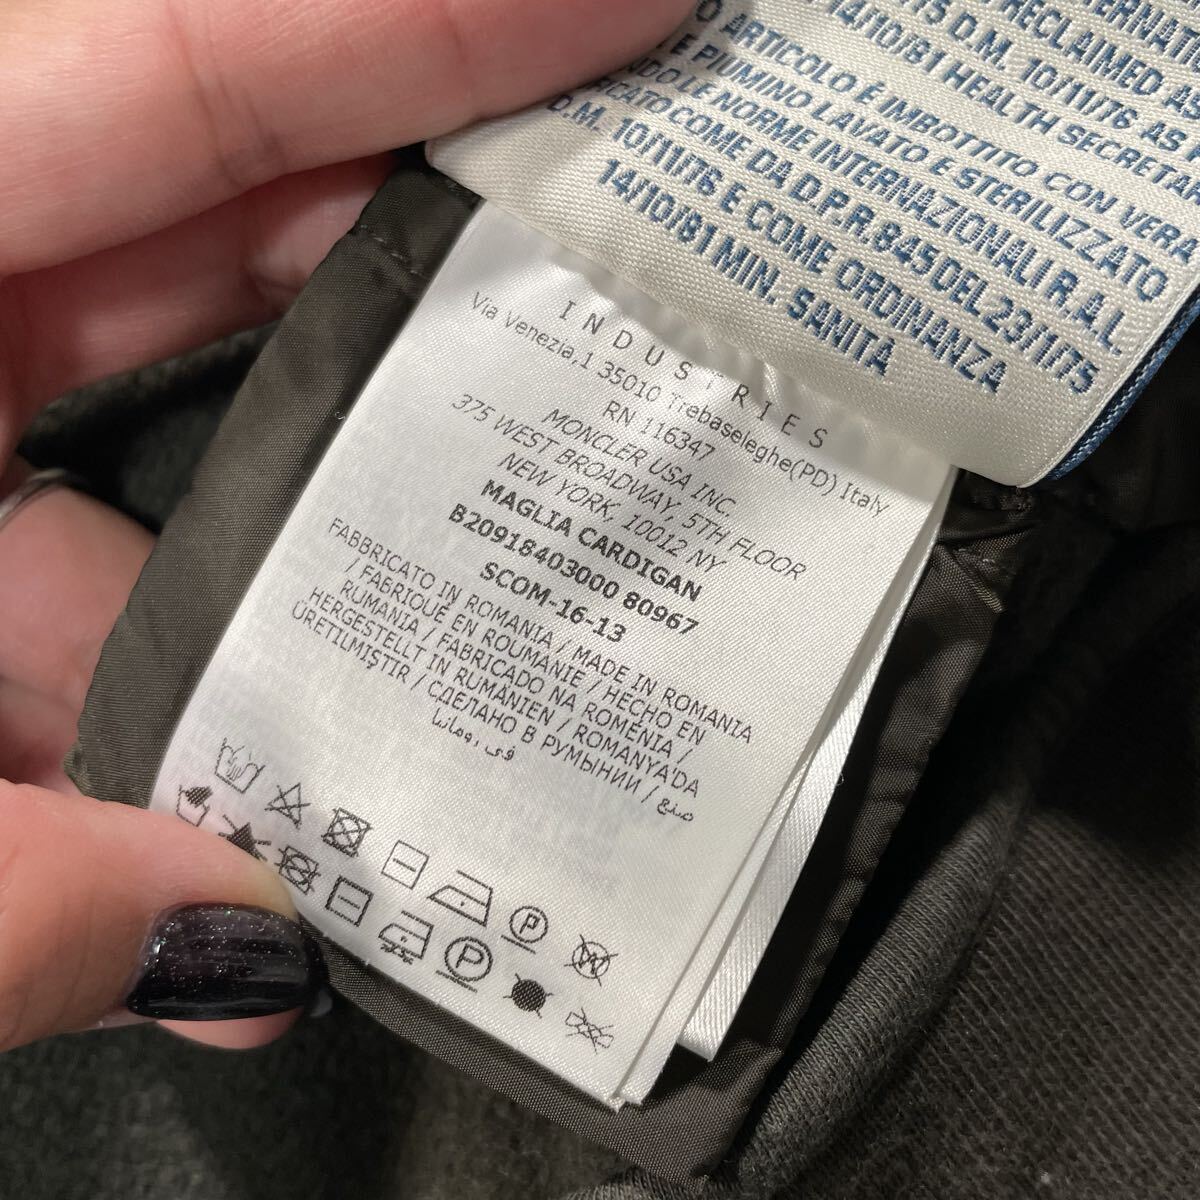 INTERNATI
RECLAIMED AS
D.M. 10/11/76 AS
14/10/81 HEALTH SECRETA
ARTICOLO È IMBOTTITO CON VERA
E PIUMINO LAVATO E STERILIZZATO
LE NORME INTERNAZIONALI R.A.L.
COME DA D.P.R.845 DEL 23/1/75
D.M. 10/11/76 E COME ORDINANZA
14/10/81 MIN. SANITÀ
INDUSTRIES
Via Venezia,1 35010 Trebaseleghe(PD) Italy
RN 116347
MONCLER USA INC.
375 WEST BROADWAY, 5TH FLOOR
NEW YORK, 10012 NY
MAGLIA CARDIGAN
B20918403000 80967
SCOM-16-13
FABBRICATO IN ROMANIA / MADE IN ROMANIA
/ FABRIQUÉ EN ROUMANIE / HECHO EN
RUMANIA / FABRICADO NA ROMÉNIA /
HERGESTELLT IN RUMÄNIEN / ROMANYA'DA
ÜRETILMIŞTIR / СДЕЛАНО В РУМЫНИИ / صنع
في رومانيا
P
W
P